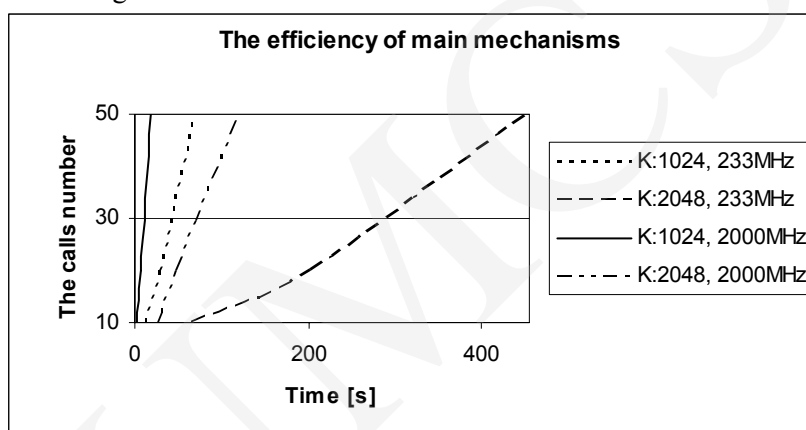 The efficiency of main mechanisms
The calls number
50
30
10
0
200
400
Time [s]
K:1024, 233MHz
K:2048, 233MHz
K:1024, 2000MHz
K:2048, 2000MHz